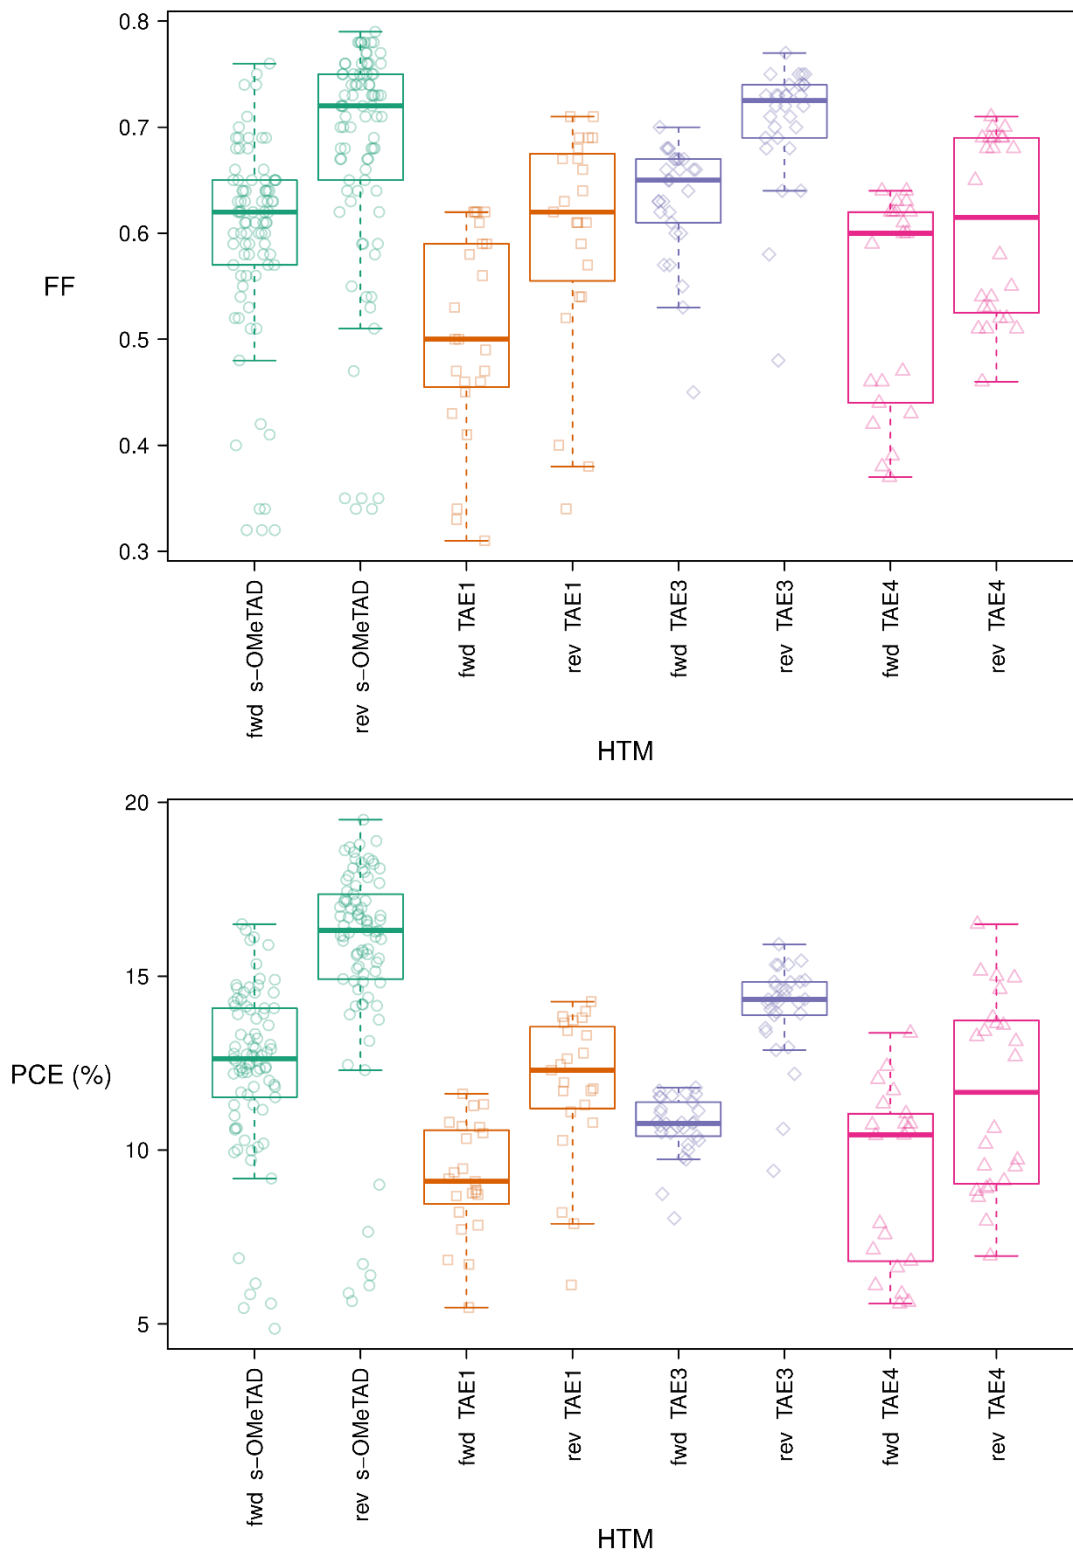 0.8
0.7
0.6
FF
0.5
0.4
0.3
fwd s-OMeTAD
rev s-OMeTAD
fwd TAE1
rev TAE1
fwd TAE3
rev TAE3
fwd TAE4
rev TAE4
HTM
20
15
PCE (%)
10
5
fwd s-OMeTAD
rev s-OMeTAD
fwd TAE1
rev TAE1
fwd TAE3
rev TAE3
fwd TAE4
rev TAE4
HTM